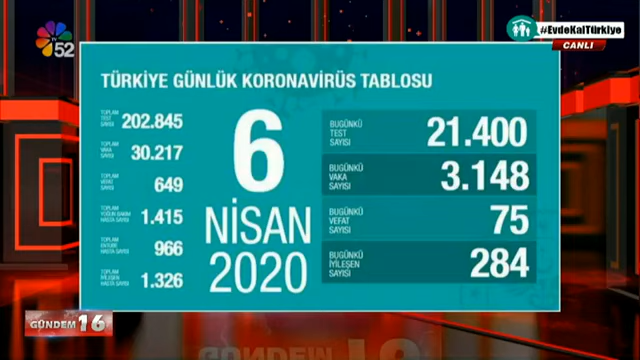 52
#EvdeKalTürkiye
CANLI
TÜRKİYE GÜNLÜK KORONAVİRÜS TABLOSU
TOPLAM
TEST
SAYISI
202.845
TOPLAM
VAKA
SAYISI
30.217
TOPLAM
VEFAT
SAYISI
649
TOPLAM
YOĞUN BAKIM
HASTA SAYISI
1.415
TOPLAM
ENTÜBE
HASTA SAYISI
966
TOPLAM
İYİLEŞEN
HASTA SAYISI
1.326
6
NİSAN
2020
BUGÜNKÜ
TEST
SAYISI
21.400
BUGÜNKÜ
VAKA
SAYISI
3.148
BUGÜNKÜ
VEFAT
SAYISI
75
BUGÜNKÜ
İYİLEŞEN
SAYISI
284
GÜNDEM 16
GÜNDEM 16